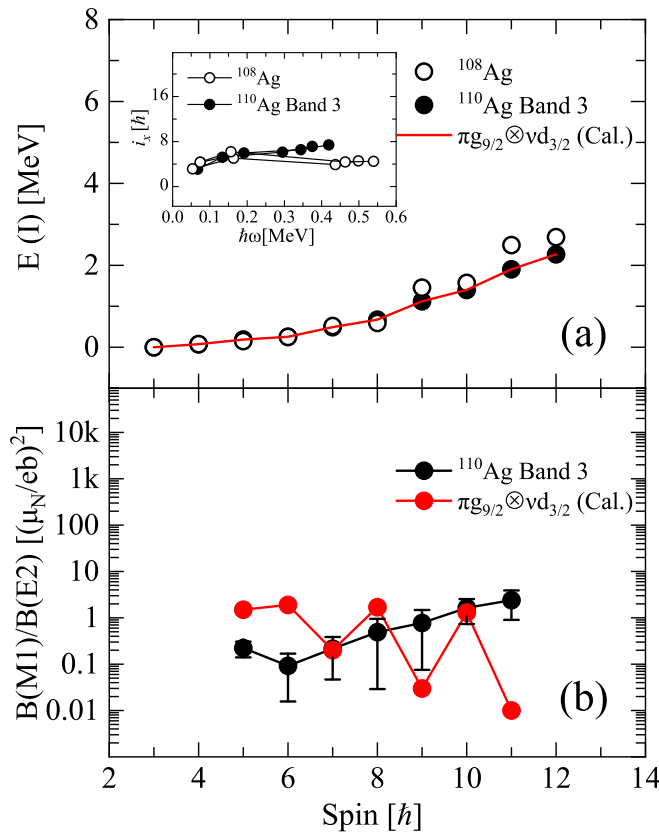 8
6
4
2
0
E (I) [MeV]
¹⁰⁸Ag
¹¹⁰Ag Band 3
πg₉/₂⊗νd₃/₂ (Cal.)
(a)
16
8
0
iₓ [ħ]
¹⁰⁸Ag
¹¹⁰Ag Band 3
0.0 0.1 0.2 0.3 0.4 0.5 0.6
ħω[MeV]
10k
1k
100
10
1
0.1
0.01
B(M1)/B(E2) [(μ_N/eb)²]
¹¹⁰Ag Band 3
πg₉/₂⊗νd₃/₂ (Cal.)
(b)
2 4 6 8 10 12 14
Spin [ħ]